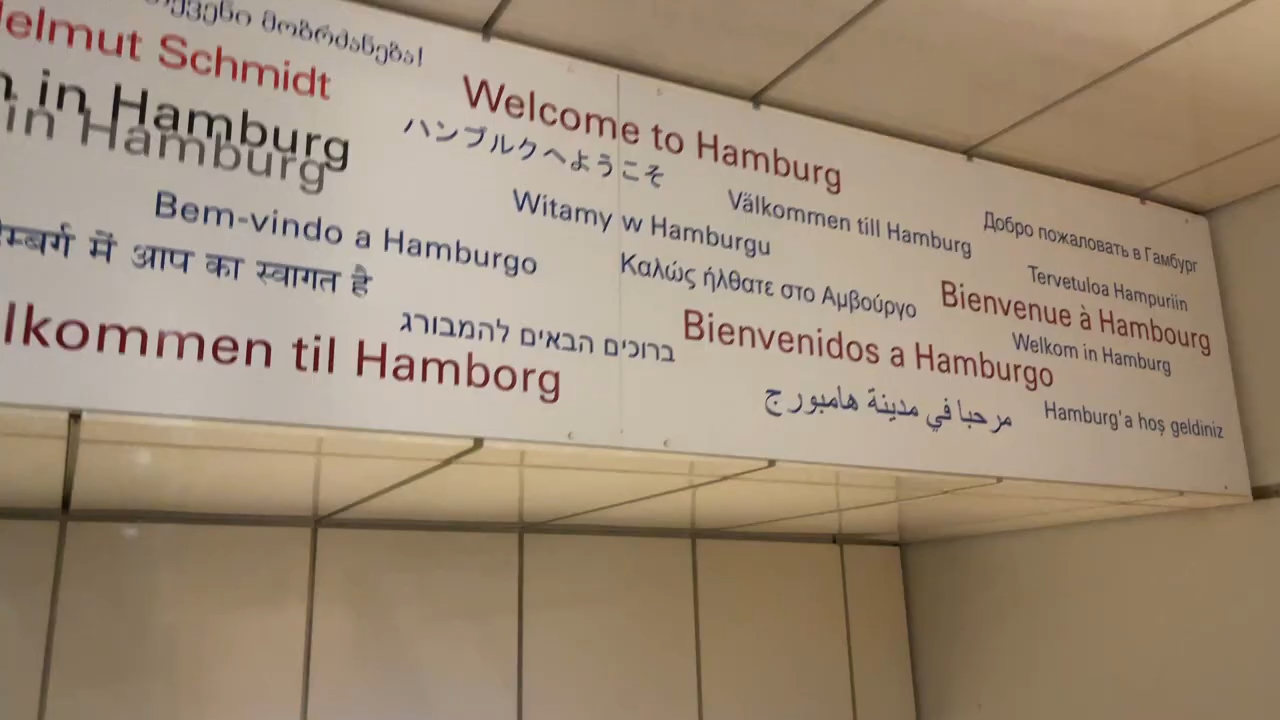 მობრძანება!
Helmut Schmidt
in Hamburg
in Hamburg
Welcome to Hamburg
ハンブルクへようこそ
Bem-vindo a Hamburgo
Witamy w Hamburgu
Välkommen till Hamburg
Добро пожаловать в Гамбург
में आप का स्वागत है
Καλώς ήλθατε στο Αμβούργο
Tervetuloa Hampuriin
Bienvenue à Hambourg
ברוכים הבאים להמבורג
Bienvenidos a Hamburgo
Welkom in Hamburg
lkommen til Hamborg
مرحبا في مدينة هامبورج
Hamburg'a hoş geldiniz